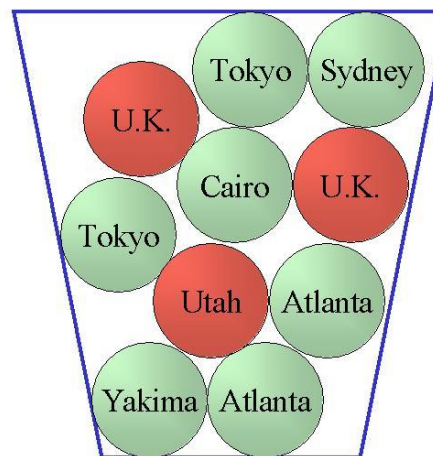 Tokyo
Sydney
U.K.
Cairo
U.K.
Tokyo
Utah
Atlanta
Yakima
Atlanta